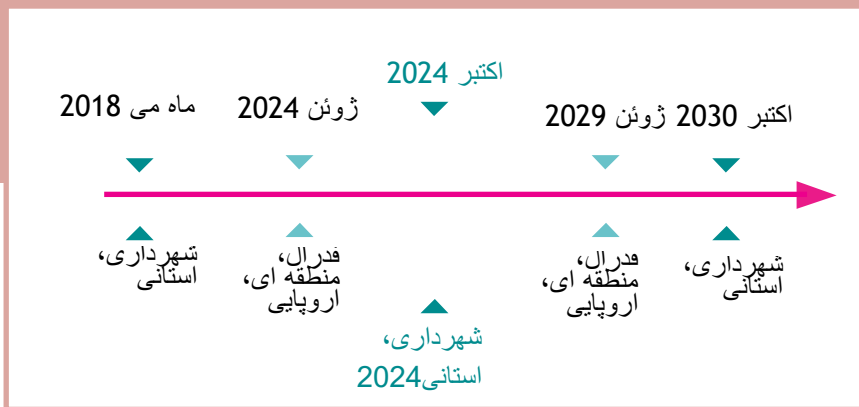 اکتبر 2024
ماه می 2018
ژوئن 2024
ژوئن 2029
اکتبر 2030
شهرداری،
استانی
فدرال،
منطقه ای،
اروپایی
شهرداری،
استانی2024
فدرال،
منطقه ای،
اروپایی
شهرداری،
استانی